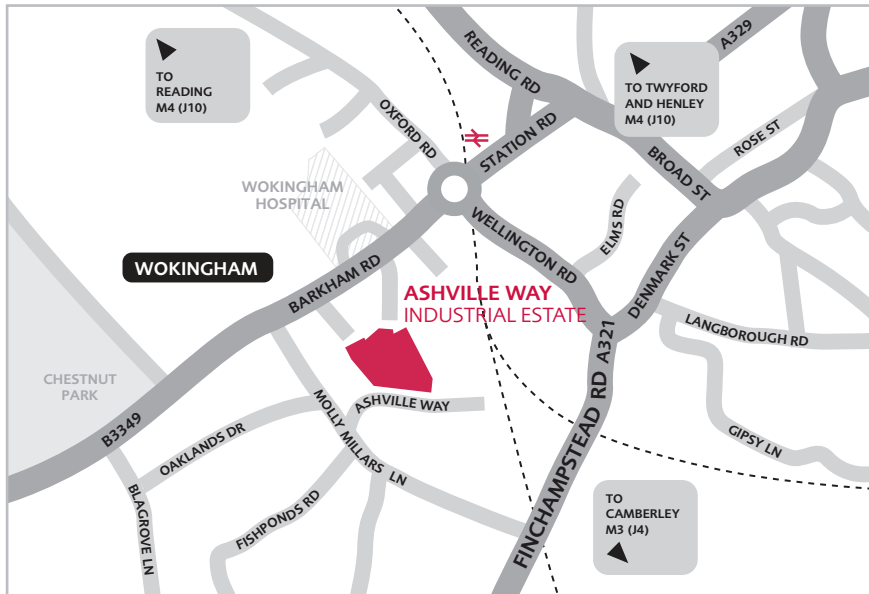 TO
READING
M4 (J10)
READING RD
A329
TO TWYFORD
AND HENLEY
M4 (J10)
OXFORD RD
STATION RD
ROSE ST
BROAD ST
WOKINGHAM
HOSPITAL
WELLINGTON RD
ELMS RD
DENMARK ST
WOKINGHAM
BARKHAM RD
ASHVILLE WAY
INDUSTRIAL ESTATE
LANGBOROUGH RD
A321
CHESTNUT
PARK
B3349
OAKLANDS DR
MOLLY MILLARS LN
ASHVILLE WAY
GIPSY LN
BLAGROVE LN
FISHPONDS RD
FINCHAMPSTEAD RD
TO
CAMBERLEY
M3 (J4)